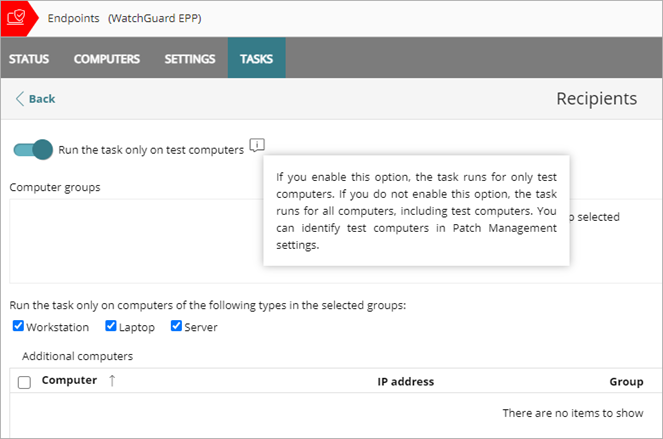 Endpoints (WatchGuard EPP)
STATUS COMPUTERS SETTINGS TASKS
Back
Recipients
Run the task only on test computers
If you enable this option, the task runs for only test
computers. If you do not enable this option, the task
runs for all computers, including test computers. You
can identify test computers in Patch Management
settings.
Computer groups
selected
Run the task only on computers of the following types in the selected groups:
Workstation Laptop Server
Additional computers
Computer ↑ IP address Group
There are no items to show